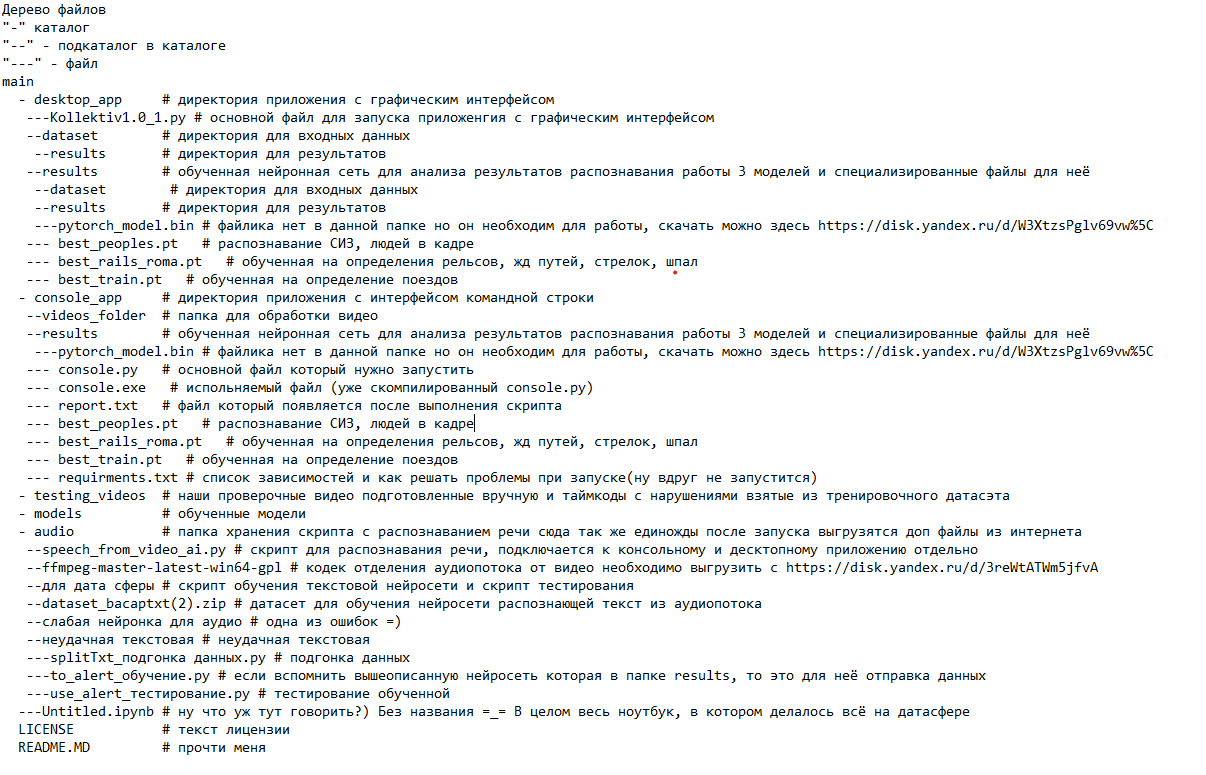 Дерево файлов
"-" каталог
"--" - подкаталог в каталоге
"---" - файл
main
- desktop_app # директория приложения с графическим интерфейсом
---Kollektiv1.0_1.py # основной файл для запуска приложенгия с графическим интерфейсом
--dataset # директория для входных данных
--results # директория для результатов
--results # обученная нейронная сеть для анализа результатов распознавания работы 3 моделей и специализированные файлы для неё
--dataset # директория для входных данных
--results # директория для результатов
---pytorch_model.bin # файлика нет в данной папке но он необходим для работы, скачать можно здесь https://disk.yandex.ru/d/W3XtzsPglv69vw%5C
--- best_peoples.pt # распознавание СИЗ, людей в кадре
--- best_rails_roma.pt # обученная на определения рельсов, жд путей, стрелок, шпал
--- best_train.pt # обученная на определение поездов
- console_app # директория приложения с интерфейсом командной строки
--videos_folder # папка для обработки видео
--results # обученная нейронная сеть для анализа результатов распознавания работы 3 моделей и специализированные файлы для неё
---pytorch_model.bin # файлика нет в данной папке но он необходим для работы, скачать можно здесь https://disk.yandex.ru/d/W3XtzsPglv69vw%5C
--- console.py # основной файл который нужно запустить
--- console.exe # испольняемый файл (уже скомпилированный console.py)
--- report.txt # файл который появляется после выполнения скрипта
--- best_peoples.pt # распознавание СИЗ, людей в кадре
--- best_rails_roma.pt # обученная на определения рельсов, жд путей, стрелок, шпал
--- best_train.pt # обученная на определение поездов
--- requirments.txt # список зависимостей и как решать проблемы при запуске(ну вдруг не запустится)
- testing_videos # наши проверочные видео подготовленные вручную и таймкоды с нарушениями взятые из тренировочного датасэта
- models # обученные модели
- audio # папка хранения скрипта с распознаванием речи сюда так же единожды после запуска выгрузятся доп файлы из интернета
--speech_from_video_ai.py # скрипт для распознавания речи, подключается к консольному и десктопному приложению отдельно
--ffmpeg-master-latest-win64-gpl # кодек отделения аудиопотока от видео необходимо выгрузить с https://disk.yandex.ru/d/3reWtATWm5jfvA
--для дата сферы # скрипт обучения текстовой нейросети и скрипт тестирования
--dataset_bacaptxt(2).zip # датасет для обучения нейросети распознающей текст из аудиопотока
--слабая нейронка для аудио # одна из ошибок =)
--неудачная текстовая # неудачная текстовая
---splitTxt_подгонка данных.py # подгонка данных
---to_alert_обучение.py # если вспомнить вышеописанную нейросеть которая в папке results, то это для неё отправка данных
---use_alert_тестирование.py # тестирование обученной
---Untitled.ipynb # ну что уж тут говорить?) Без названия =_= В целом весь ноутбук, в котором делалось всё на датасфере
LICENSE # текст лицензии
README.MD # прочти меня